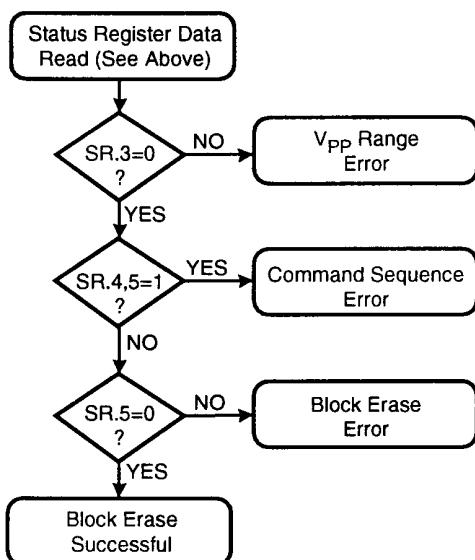 Status Register Data
Read (See Above)
SR.3=0
?
NO
VPP Range
Error
YES
SR.4,5=1
?
YES
Command Sequence
Error
NO
SR.5=0
?
NO
Block Erase
Error
YES
Block Erase
Successful